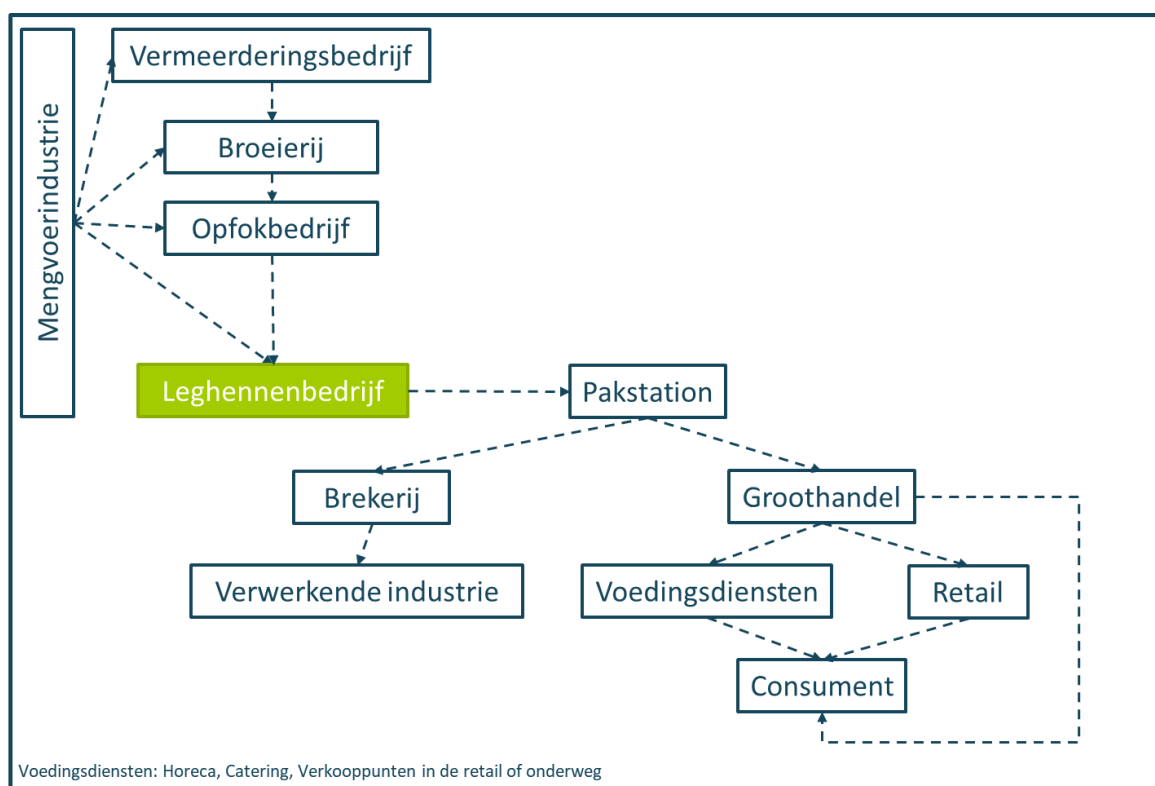 Mengvoerindustrie
Vermeerderingsbedrijf
Broeierij
Opfokbedrijf
Leghennenbedrijf
Pakstation
Brekerij
Groothandel
Verwerkende industrie
Voedingsdiensten
Retail
Consument
Voedingsdiensten: Horeca, Catering, Verkooppunten in de retail of onderweg